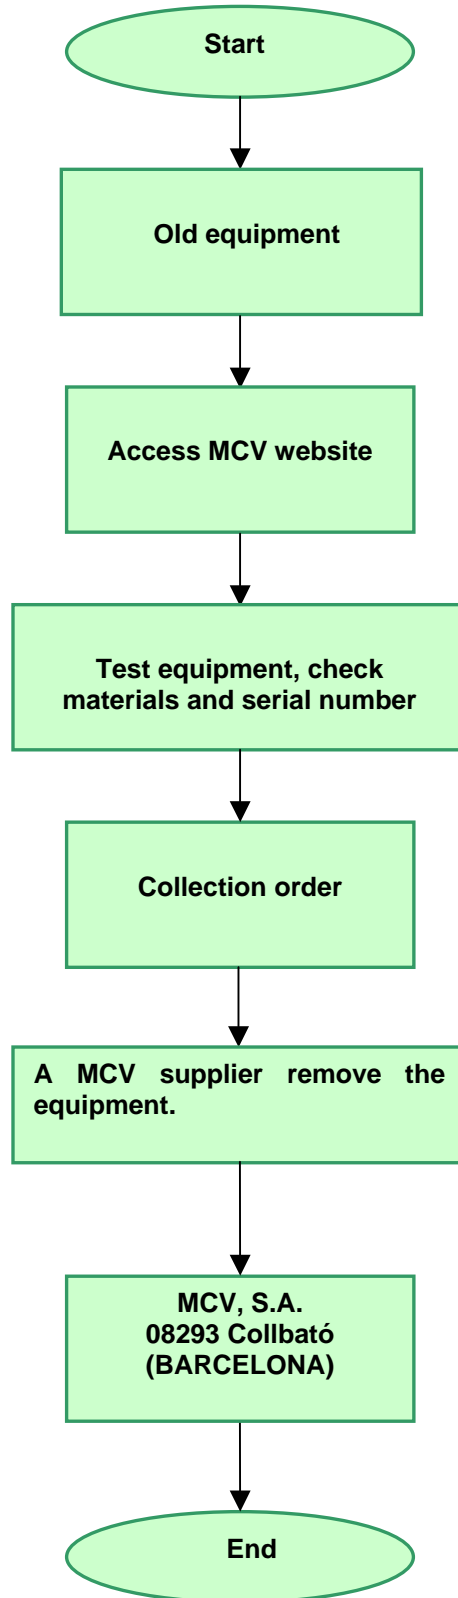 Start
Old equipment
Access MCV website
Test equipment, check
materials and serial number
Collection order
A MCV supplier remove the
equipment.
MCV, S.A.
08293 Collbató
(BARCELONA)
End